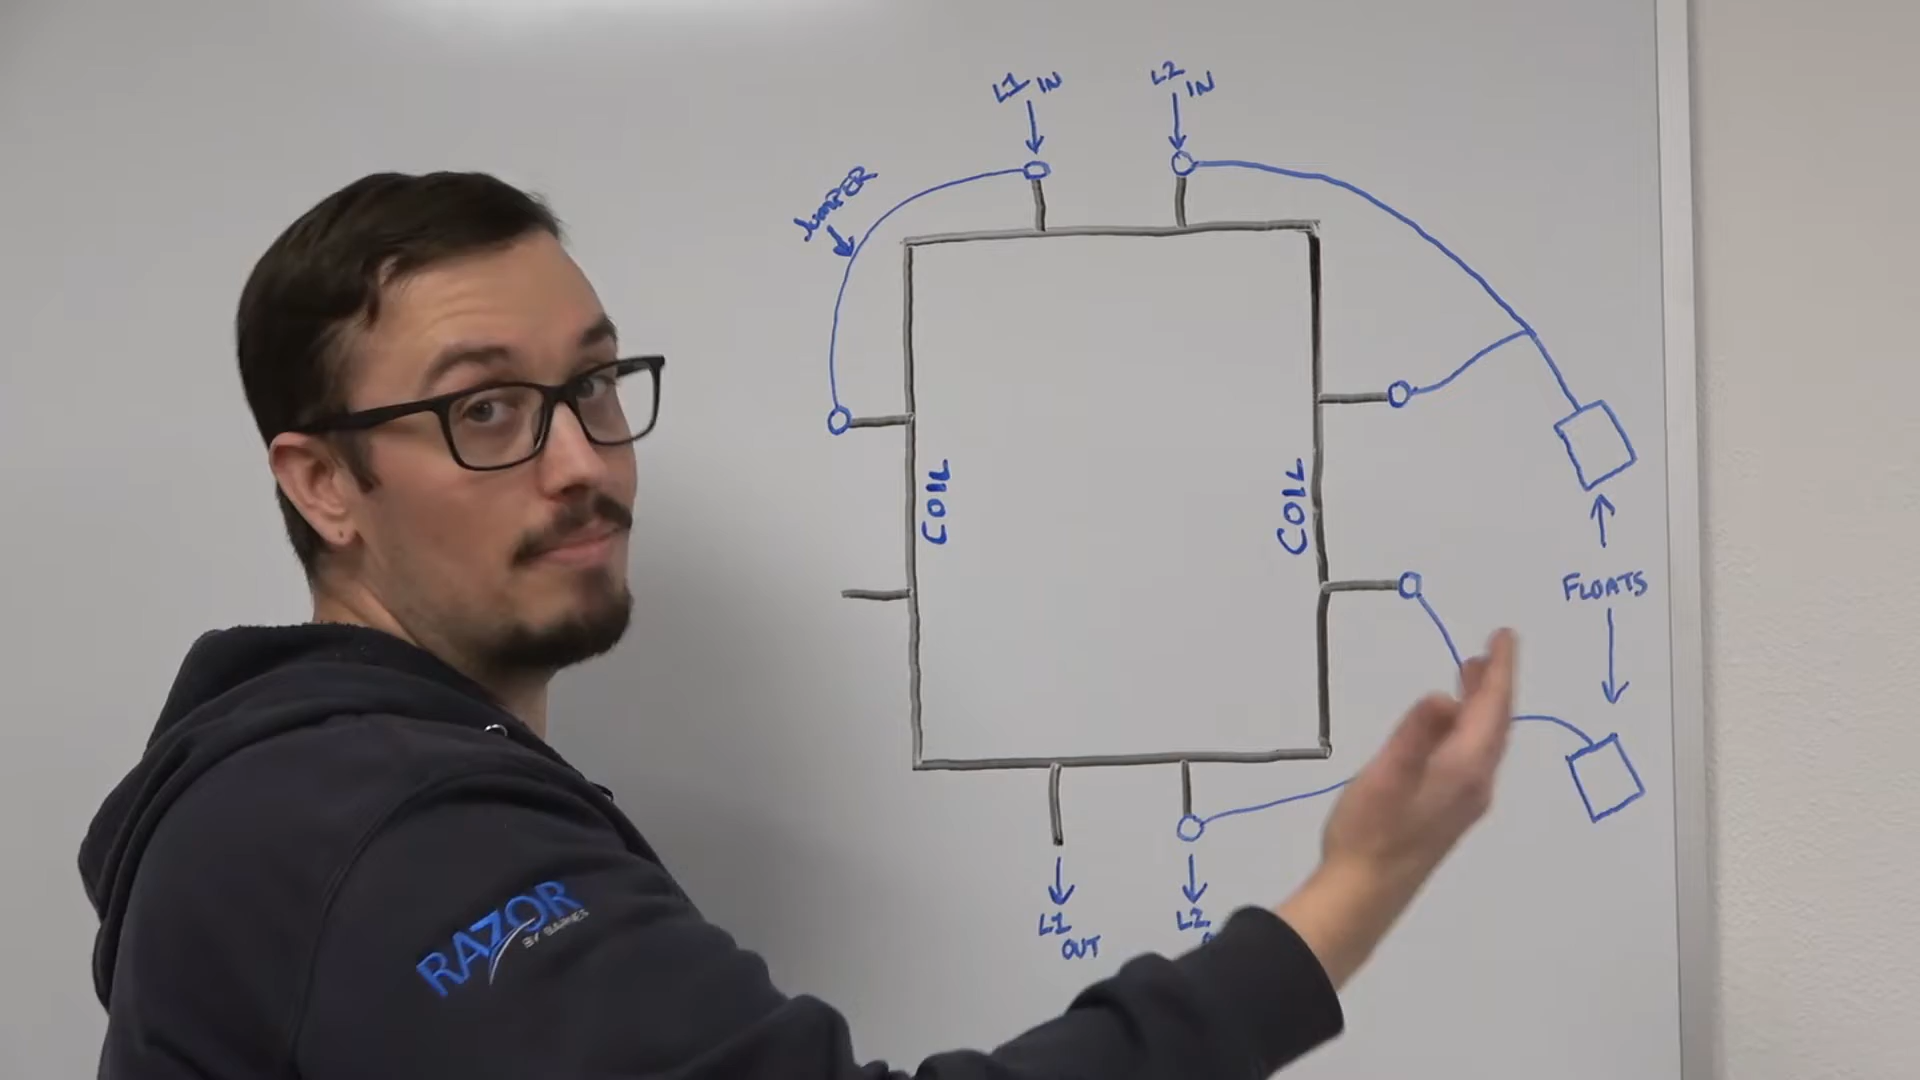 L1 IN
L2 IN
JUMPER
COIL
COIL
FLOATS
L1 OUT
L2
RAZOR
BY BARNES